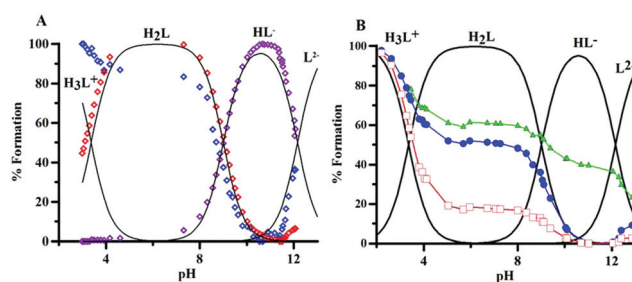 A
H2L
HL-
L2-
H3L+
100
80
60
40
20
0
% Formation
4
8
12
pH
B
H3L+
H2L
HL-
L2-
100
80
60
40
20
0
% Formation
4
8
12
pH